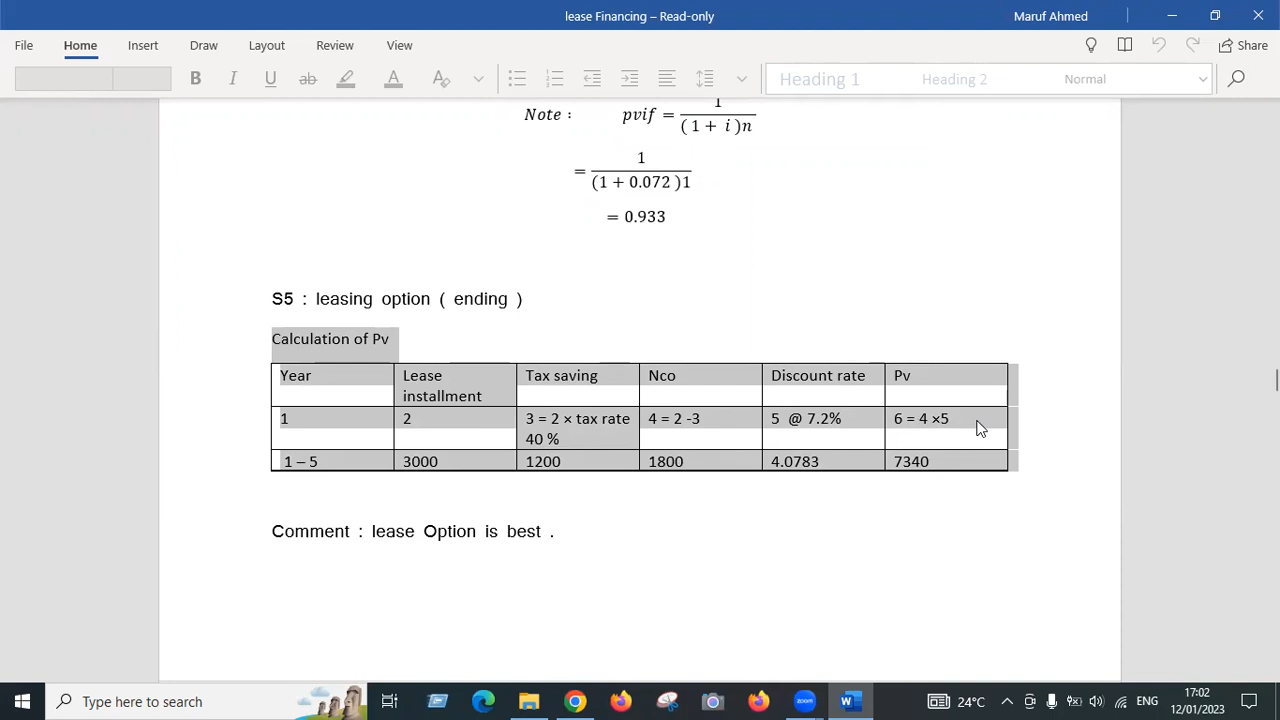 lease Financing – Read-only
Maruf Ahmed
File Home Insert Draw Layout Review View
Share
B I U ab A A
Heading 1 Heading 2 Normal
Note : pvif = 1
( 1 + i )n
= 1
(1 + 0.072 )1
= 0.933
S5 : leasing option ( ending )
Calculation of Pv
Year Lease installment Tax saving Nco Discount rate Pv
1 2 3 = 2 × tax rate 40 % 4 = 2 -3 5 @ 7.2% 6 = 4 ×5
1 – 5 3000 1200 1800 4.0783 7340
Comment : lease Option is best .
Type here to search
zoom
W
24°C
ENG
17:02
12/01/2023